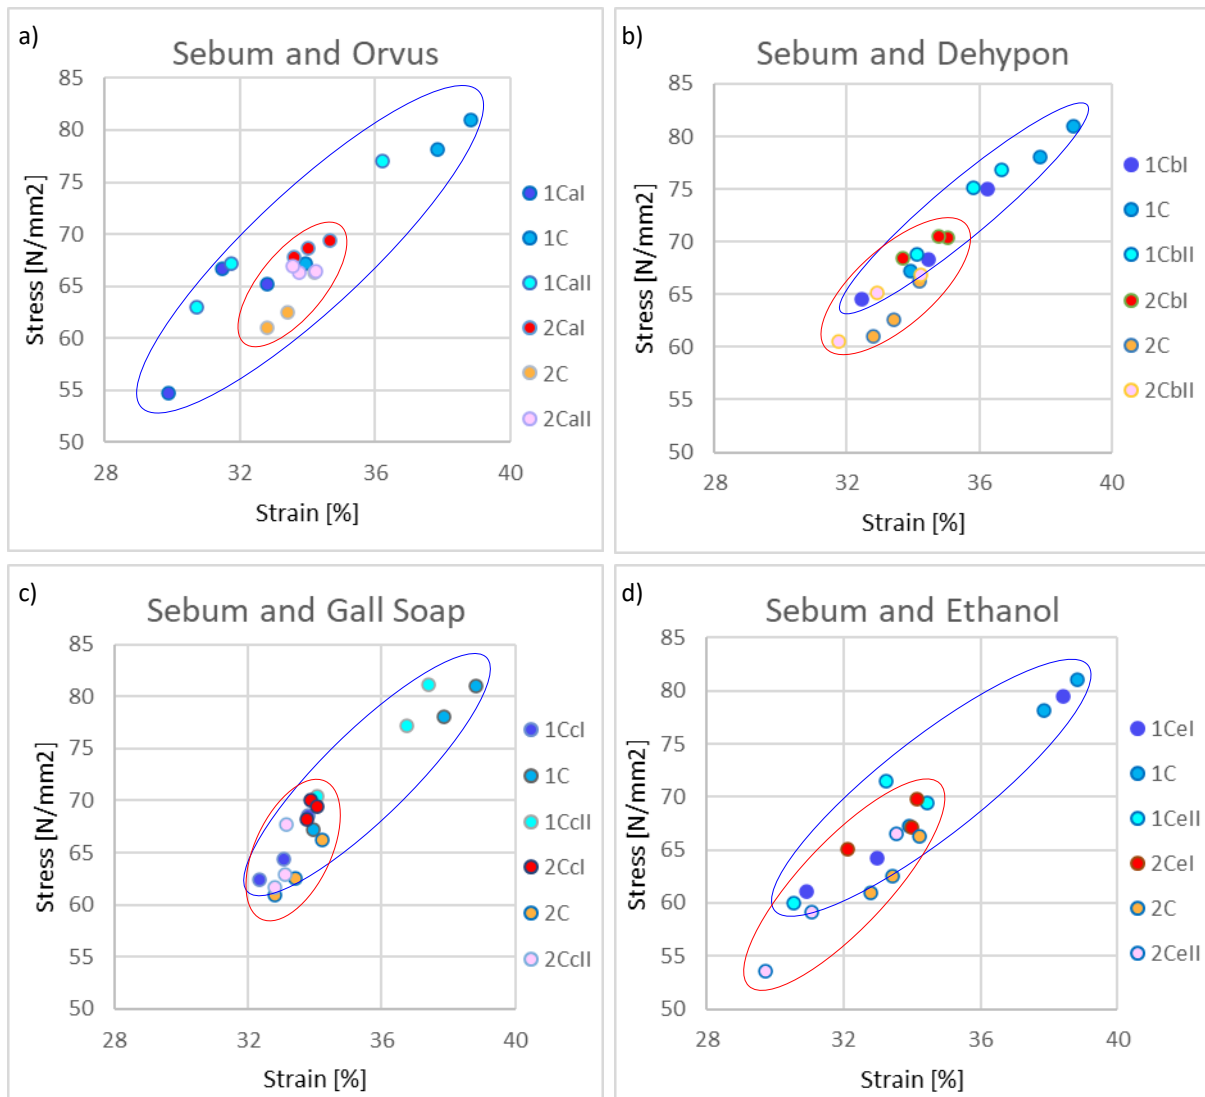 a)
Sebum and Orvus
85
80
75
70
65
60
55
50
28 32 36 40
Stress [N/mm2]
Strain [%]
1CaI
1C
1CaII
2CaI
2C
2CaII
b)
Sebum and Dehypon
85
80
75
70
65
60
55
50
28 32 36 40
Stress [N/mm2]
Strain [%]
1CbI
1C
1CbII
2CbI
2C
2CbII
c)
Sebum and Gall Soap
85
80
75
70
65
60
55
50
28 32 36 40
Stress [N/mm2]
Strain [%]
1CcI
1C
1CcII
2CcI
2C
2CcII
d)
Sebum and Ethanol
85
80
75
70
65
60
55
50
28 32 36 40
Stress [N/mm2]
Strain [%]
1CeI
1C
1CeII
2CeI
2C
2CeII